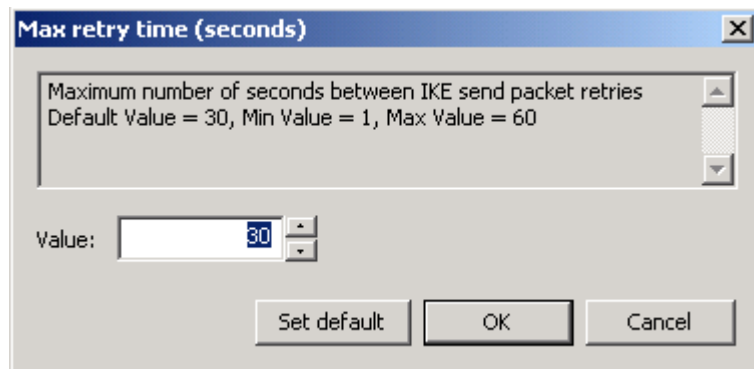 Max retry time (seconds)
Maximum number of seconds between IKE send packet retries
Default Value = 30, Min Value = 1, Max Value = 60
Value: 30
Set default OK Cancel